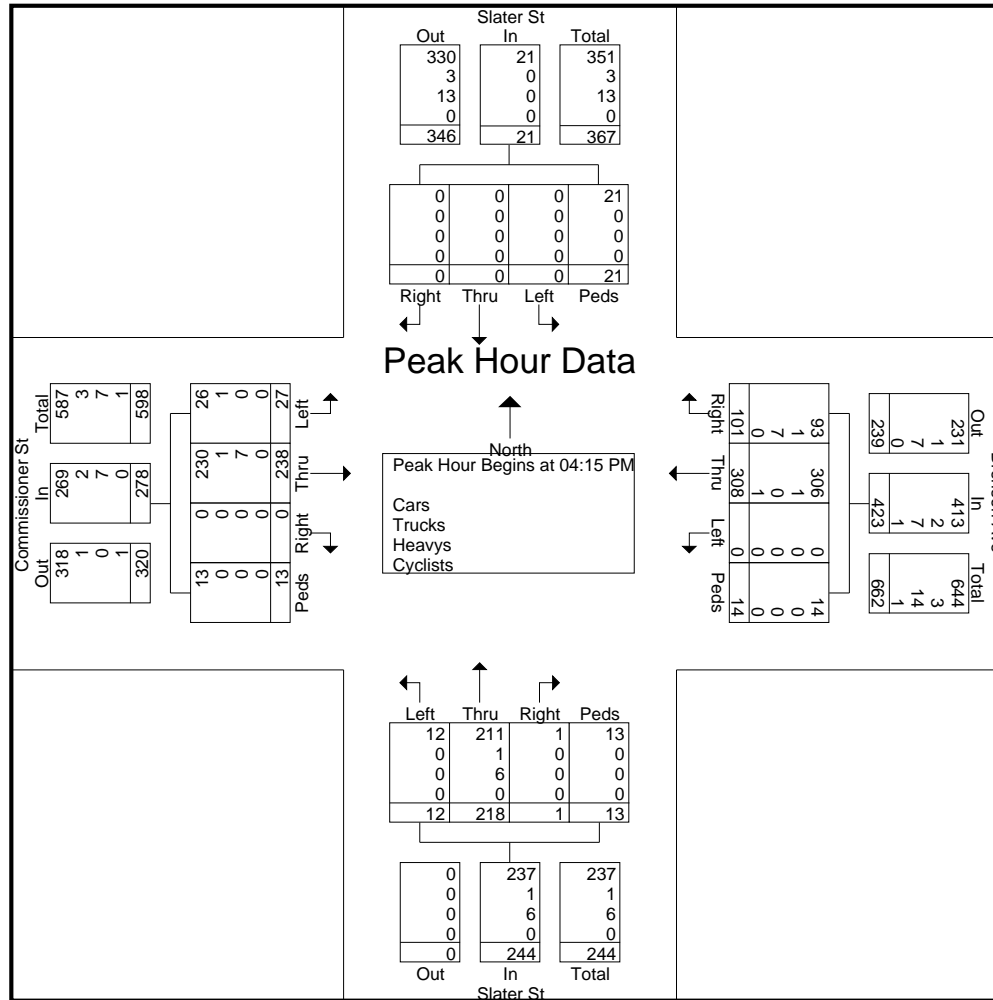 Slater St
Out In Total
330 21 351
3 0 3
13 0 13
0 0 0
346 21 367
0 0 0 21
0 0 0 0
0 0 0 0
0 0 0 0
0 0 0 21
Right Thru Left Peds
Peak Hour Data
North
Peak Hour Begins at 04:15 PM
Cars
Trucks
Heavys
Cyclists
Commissioner St
Total In Out
587 269 318
3 2 1
7 7 0
1 0 1
598 278 320
26 230 0 13
1 1 0 0
0 7 0 0
0 0 0 0
27 238 0 13
Left Thru Right Peds
Right Thru Left Peds
101 308 0 14
0 1 0 0
7 0 0 0
1 1 0 0
93 306 0 14
239 423 662
0 1 1
7 7 14
1 2 3
231 413 644
Out In Total
Left Thru Right Peds
12 211 1 13
0 1 0 0
0 6 0 0
0 0 0 0
12 218 1 13
0 237 237
0 1 1
0 6 6
0 0 0
0 244 244
Out In Total
Slater St